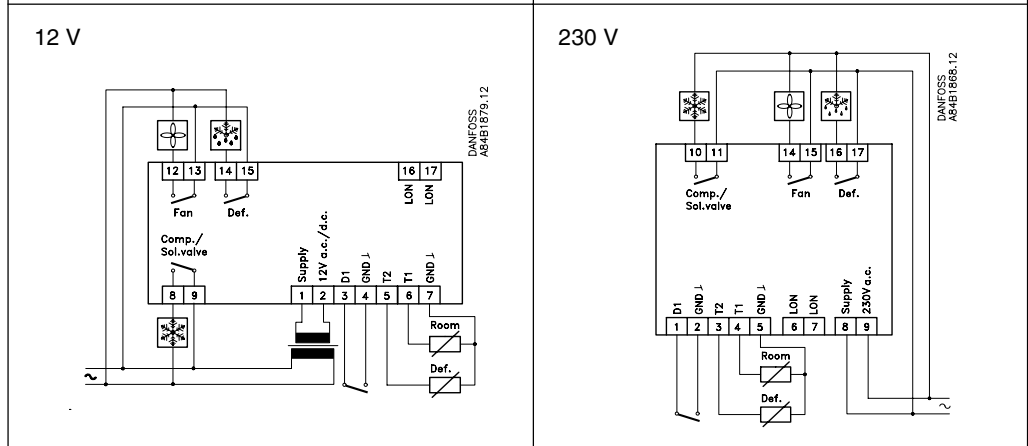 12 V
DANFOSS
A84B1879.12
12 13 14 15 16 17
LON
LON
Fan Def.
Comp./
Sol.valve
Supply
12V a.c./d.c.
D1
GND ⊥
T2
T1
GND ⊥
8 9 1 2 3 4 5 6 7
Room
Def.
~
230 V
DANFOSS
A84B1868.12
10 11 14 15 16 17
Comp./
Sol.valve
Fan Def.
D1
GND ⊥
T2
T1
GND ⊥
LON
LON
Supply
230V a.c.
1 2 3 4 5 6 7 8 9
Room
Def.
~